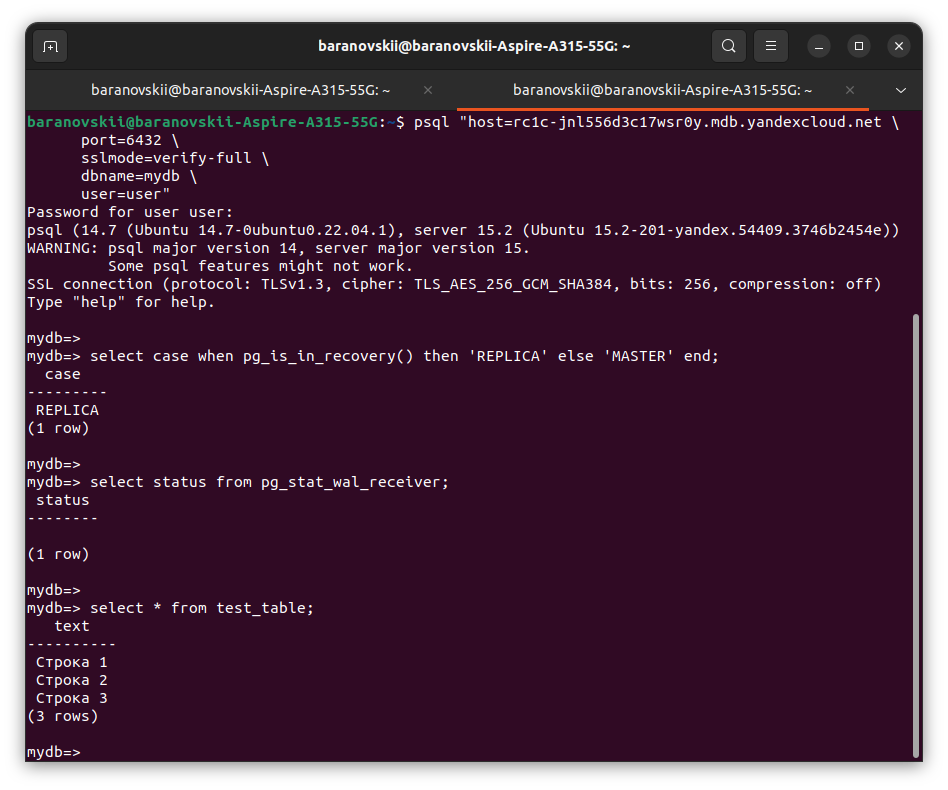 baranovskii@baranovskii-Aspire-A315-55G: ~
baranovskii@baranovskii-Aspire-A315-55G: ~
baranovskii@baranovskii-Aspire-A315-55G: ~
baranovskii@baranovskii-Aspire-A315-55G:~$ psql "host=rc1c-jnl556d3c17wsr0y.mdb.yandexcloud.net \
port=6432 \
sslmode=verify-full \
dbname=mydb \
user=user"
Password for user user:
psql (14.7 (Ubuntu 14.7-0ubuntu0.22.04.1), server 15.2 (Ubuntu 15.2-201-yandex.54409.3746b2454e))
WARNING: psql major version 14, server major version 15.
Some psql features might not work.
SSL connection (protocol: TLSv1.3, cipher: TLS_AES_256_GCM_SHA384, bits: 256, compression: off)
Type "help" for help.
mydb=>
mydb=> select case when pg_is_in_recovery() then 'REPLICA' else 'MASTER' end;
case
---------
REPLICA
(1 row)
mydb=>
mydb=> select status from pg_stat_wal_receiver;
status
--------
(1 row)
mydb=>
mydb=> select * from test_table;
text
----------
Строка 1
Строка 2
Строка 3
(3 rows)
mydb=>